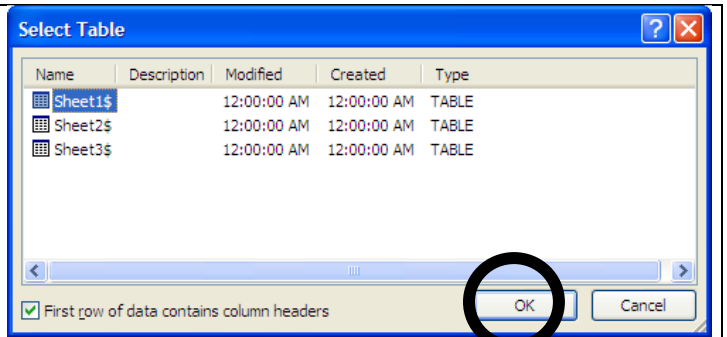 Select Table
Name Description Modified Created Type
Sheet1$ 12:00:00 AM 12:00:00 AM TABLE
Sheet2$ 12:00:00 AM 12:00:00 AM TABLE
Sheet3$ 12:00:00 AM 12:00:00 AM TABLE
First row of data contains column headers
OK Cancel